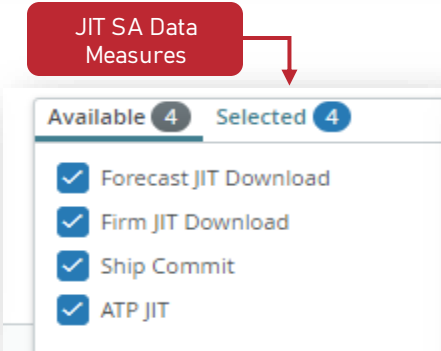 JIT SA Data
Measures
Available 4 Selected 4
Forecast JIT Download
Firm JIT Download
Ship Commit
ATP JIT